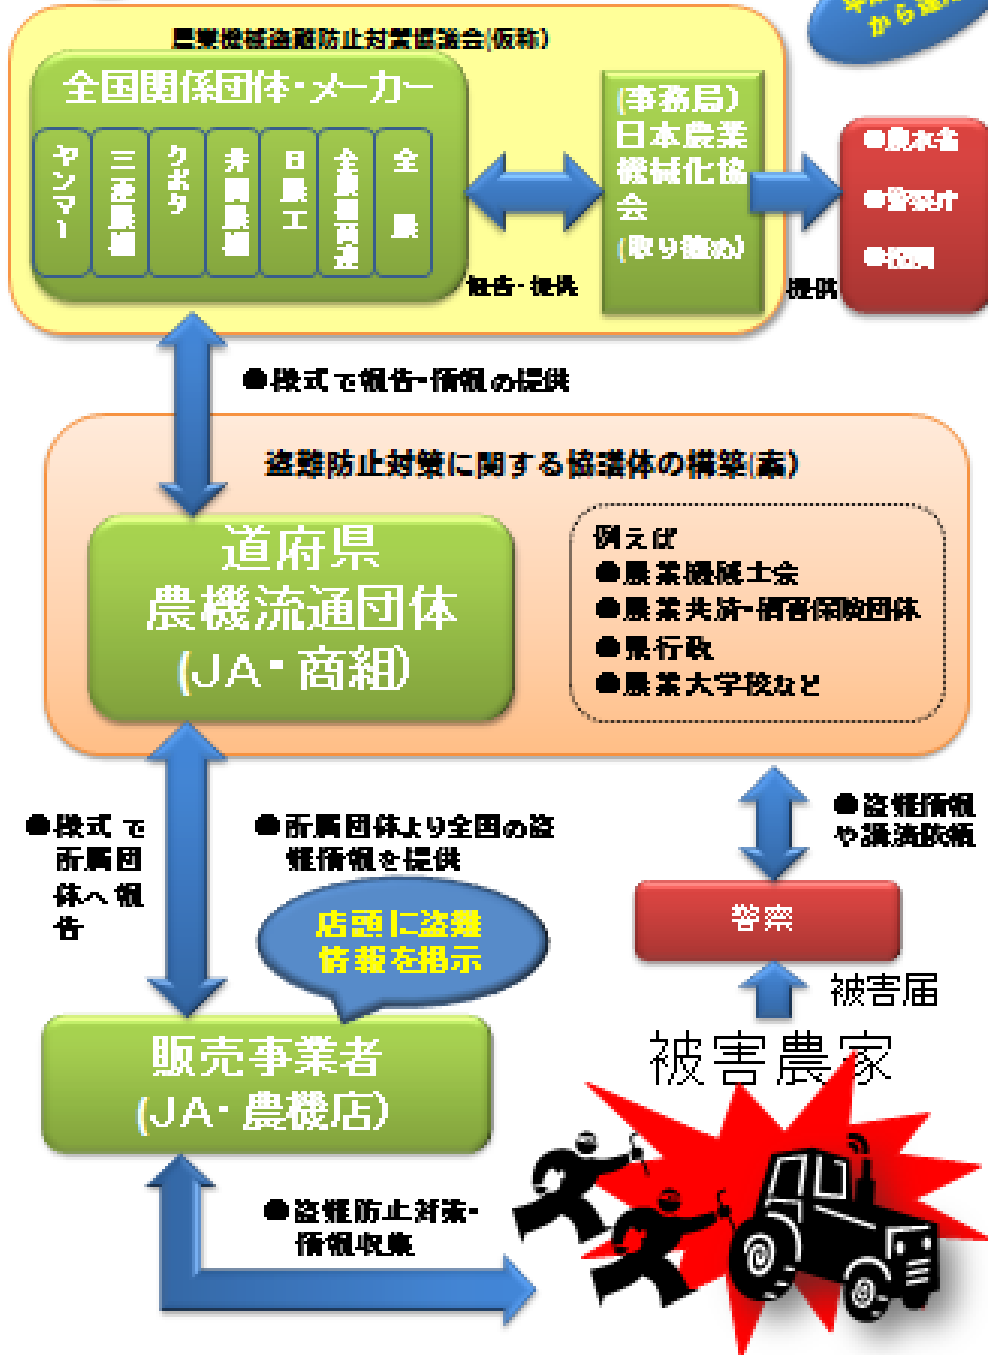 から運用
農業機械盗難防止対策協議会(仮称)
全国関係団体・メーカー
ヤンマー
三菱農機
クボタ
井関農機
日農工
全農機商連
全農
(事務局)
日本農業
機械化協
会
(取り纏め)
●農水省
●警察庁
●税関
報告・提供
提供
●様式で報告・情報の提供
盗難防止対策に関する協議体の構築(素)
道府県
農機流通団体
(JA・商組)
例えば
●農業機械士会
●農業共済・損害保険団体
●県行政
●農業大学校など
●様式で
所属団
体へ報
告
●所属団体より全国の盗
難情報を提供
●盗難情報
や講演依頼
店頭に盗難
情報を掲示
警察
被害届
被害農家
販売事業者
(JA・農機店)
●盗難防止対策・
情報収集